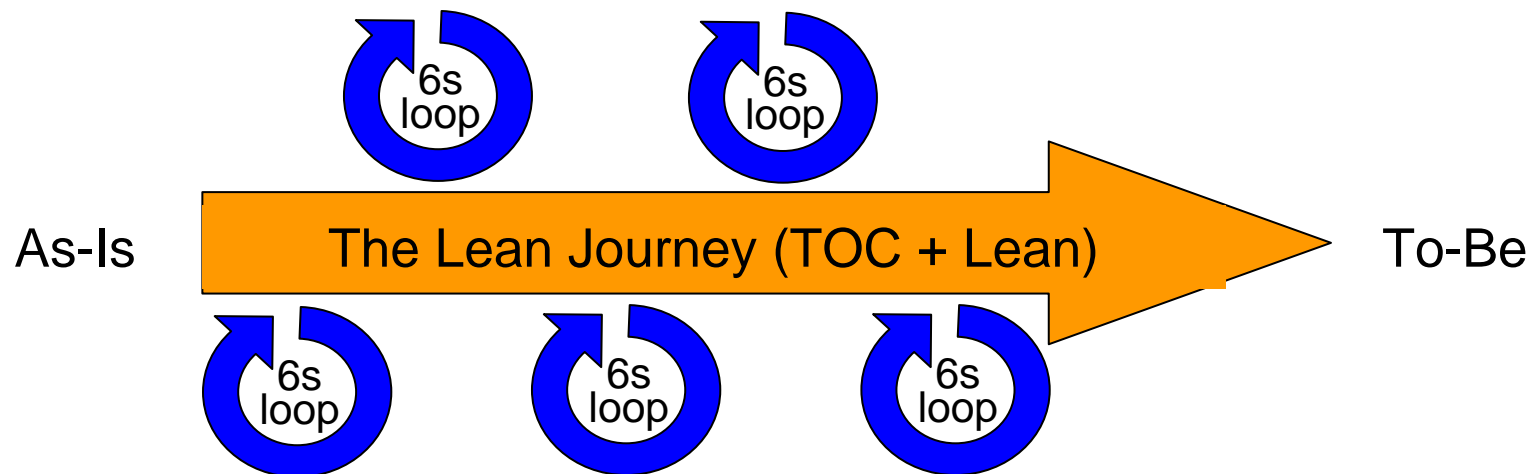 6s
loop
6s
loop
As-Is
The Lean Journey (TOC + Lean)
To-Be
6s
loop
6s
loop
6s
loop